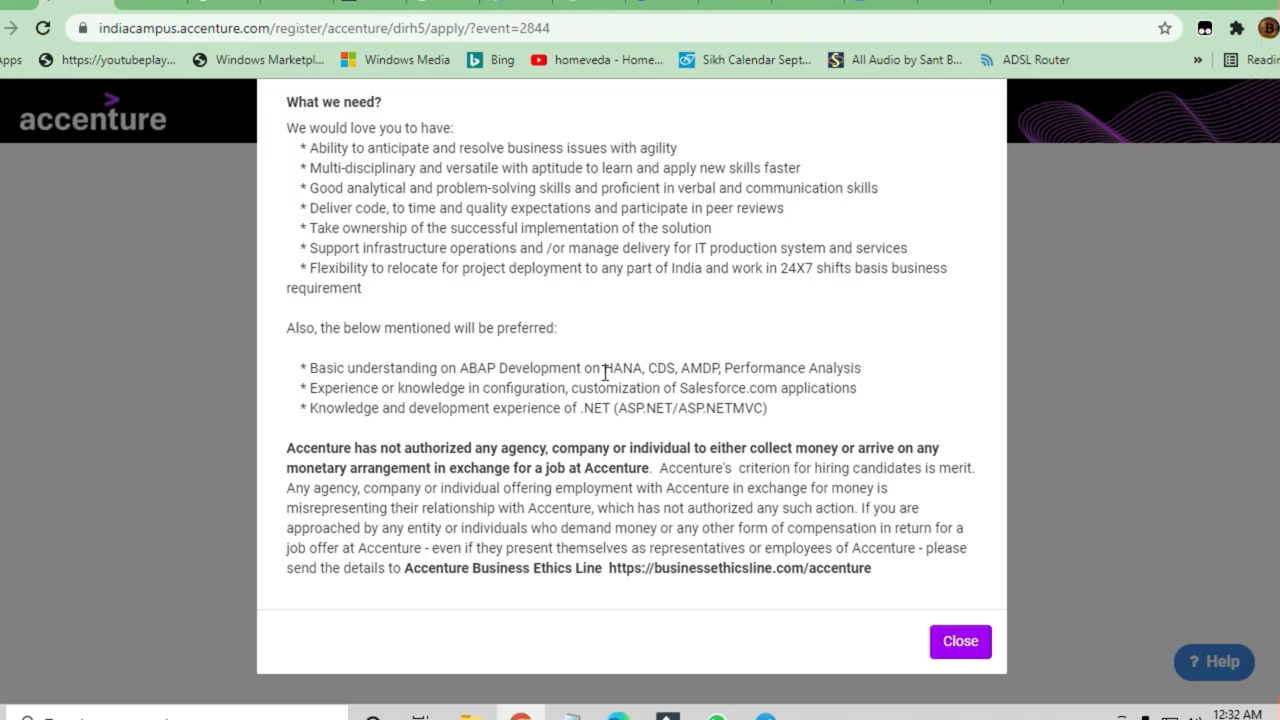 indiacampus.accenture.com/register/accenture/dirh5/apply/?event=2844
Apps https://youtubeplay... Windows Marketpl... Windows Media Bing homeveda - Home... Sikh Calendar Sept... All Audio by Sant B... ADSL Router »
>
accenture
What we need?
We would love you to have:
* Ability to anticipate and resolve business issues with agility
* Multi-disciplinary and versatile with aptitude to learn and apply new skills faster
* Good analytical and problem-solving skills and proficient in verbal and communication skills
* Deliver code, to time and quality expectations and participate in peer reviews
* Take ownership of the successful implementation of the solution
* Support infrastructure operations and /or manage delivery for IT production system and services
* Flexibility to relocate for project deployment to any part of India and work in 24X7 shifts basis business
requirement
Also, the below mentioned will be preferred:
* Basic understanding on ABAP Development on HANA, CDS, AMDP, Performance Analysis
* Experience or knowledge in configuration, customization of Salesforce.com applications
* Knowledge and development experience of .NET (ASP.NET/ASP.NETMVC)
Accenture has not authorized any agency, company or individual to either collect money or arrive on any
monetary arrangement in exchange for a job at Accenture. Accenture's criterion for hiring candidates is merit.
Any agency, company or individual offering employment with Accenture in exchange for money is
misrepresenting their relationship with Accenture, which has not authorized any such action. If you are
approached by any entity or individuals who demand money or any other form of compensation in return for a
job offer at Accenture - even if they present themselves as representatives or employees of Accenture - please
send the details to Accenture Business Ethics Line https://businessethicsline.com/accenture
Close
? Help
12:32 AM